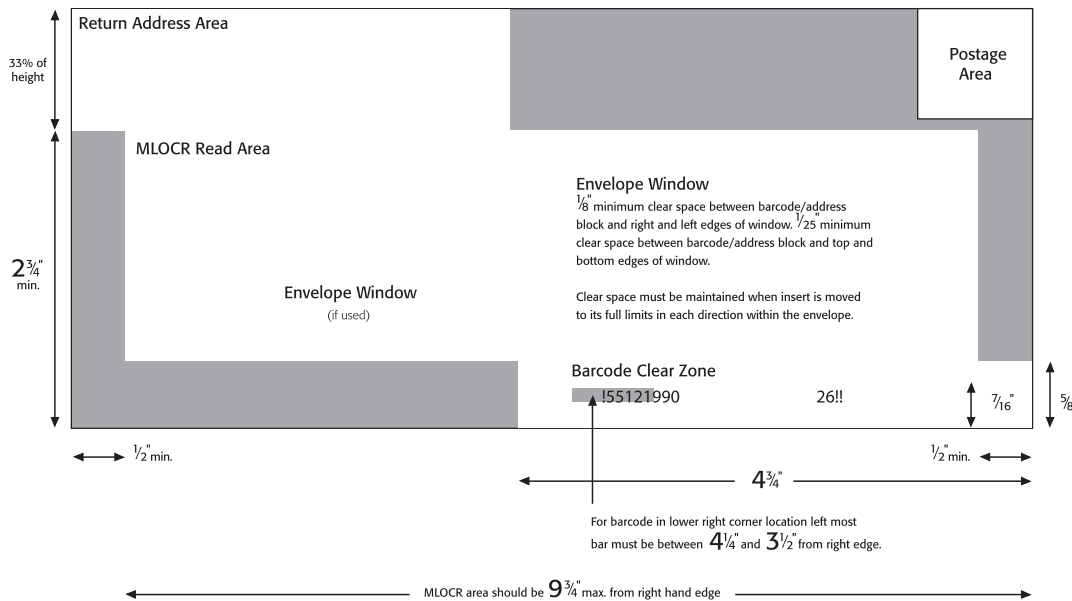 Return Address Area
Postage
Area
33% of
height
MLOCR Read Area
Envelope Window
1/8" minimum clear space between barcode/address
block and right and left edges of window. 1/25" minimum
clear space between barcode/address block and top and
bottom edges of window.
Clear space must be maintained when insert is moved
to its full limits in each direction within the envelope.
2 3/4"
min.
Envelope Window
(if used)
Barcode Clear Zone
!55121990 26!!
7/16"
5/8
1/2" min.
1/2" min.
4 3/4"
For barcode in lower right corner location left most
bar must be between 4 1/4" and 3 1/2" from right edge.
MLOCR area should be 9 3/4" max. from right hand edge